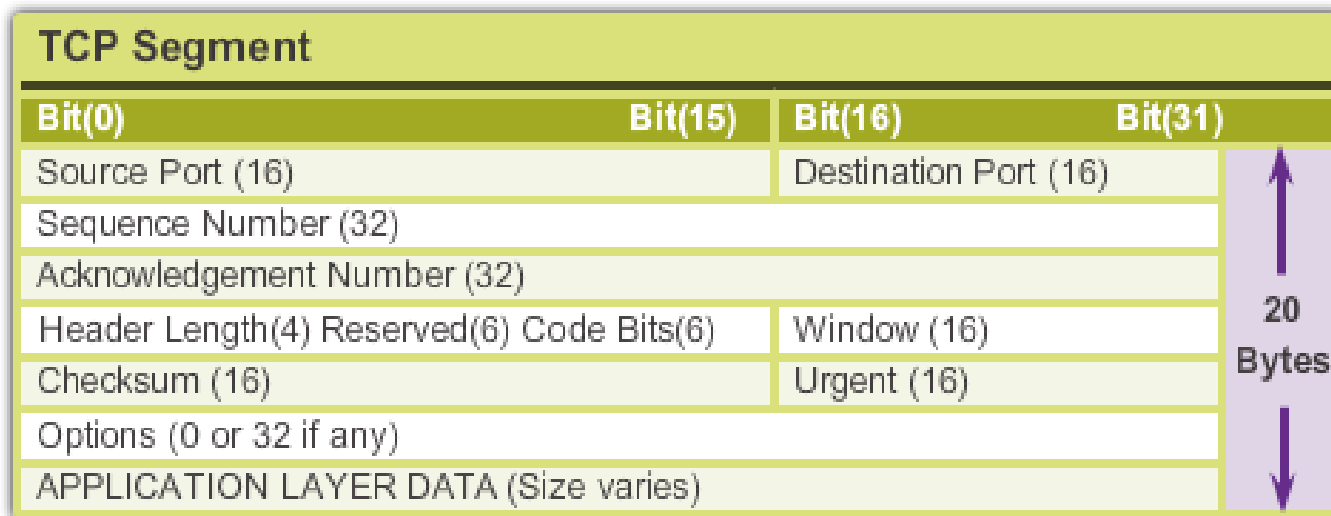 TCP Segment
Bit(0) Bit(15) Bit(16) Bit(31)
Source Port (16) Destination Port (16)
Sequence Number (32)
Acknowledgement Number (32)
Header Length(4) Reserved(6) Code Bits(6) Window (16)
Checksum (16) Urgent (16)
Options (0 or 32 if any)
APPLICATION LAYER DATA (Size varies)
20
Bytes